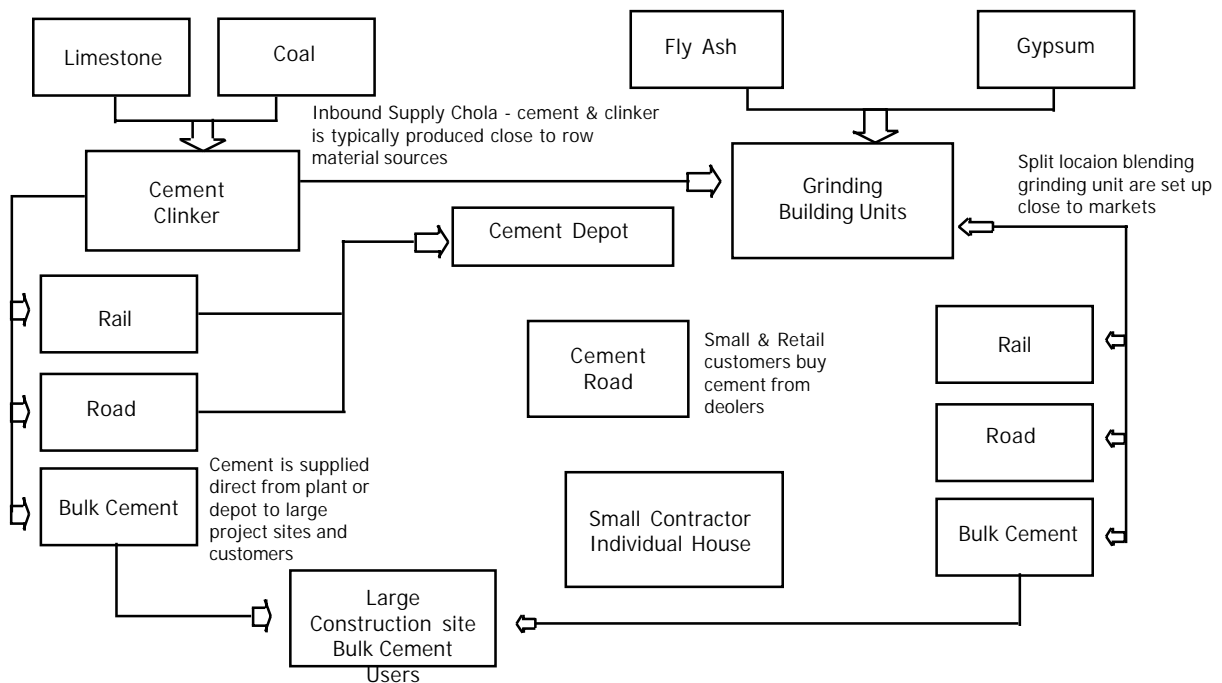 Limestone
Coal
Fly Ash
Gypsum
Inbound Supply Chola - cement & clinker
is typically produced close to row
material sources
Cement
Clinker
Grinding
Building Units
Split locaion blending
grinding unit are set up
close to markets
Cement Depot
Rail
Cement
Road
Small & Retail
customers buy
cement from
deolers
Rail
Road
Road
Cement is supplied
direct from plant or
depot to large
project sites and
customers
Bulk Cement
Small Contractor
Individual House
Bulk Cement
Large
Construction site
Bulk Cement
Users